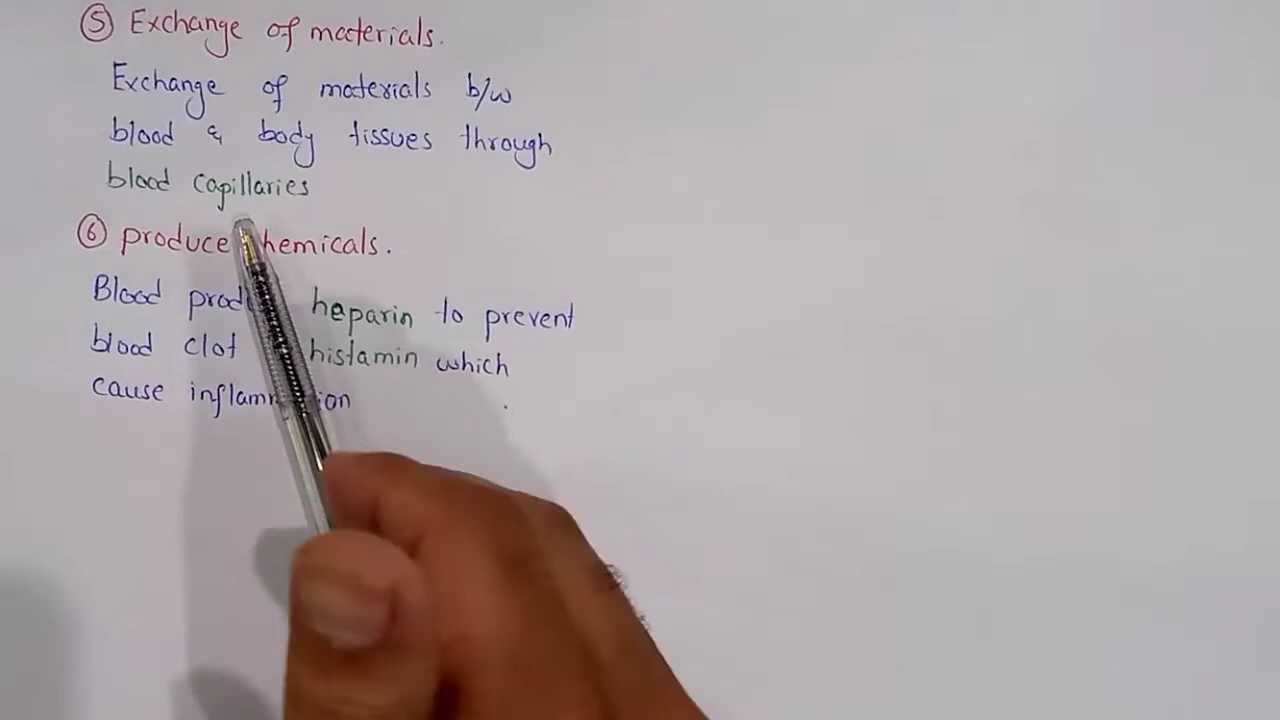 ⑤ Exchange of materials.
Exchange of materials b/w
blood & body tissues through
blood capillaries
⑥ produce chemicals.
Blood heparin to prevent
blood clot histamin which
cause